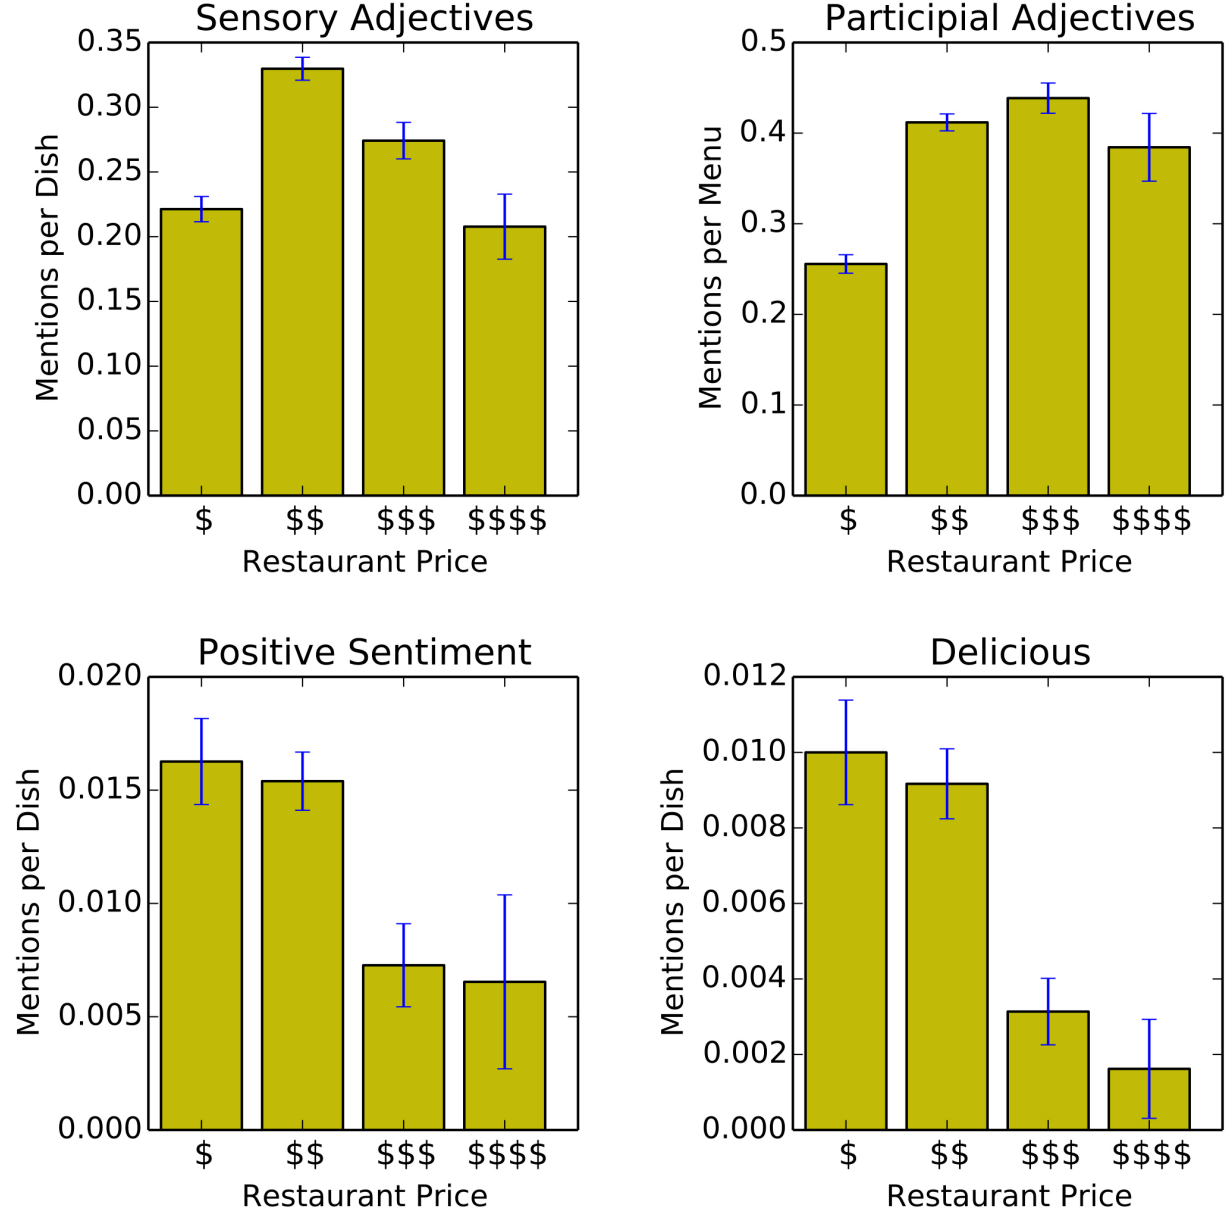 Sensory Adjectives
Mentions per Dish
0.35
0.30
0.25
0.20
0.15
0.10
0.05
0.00
$ $$ $$$ $$$$
Restaurant Price
Participial Adjectives
Mentions per Menu
0.5
0.4
0.3
0.2
0.1
0.0
$ $$ $$$ $$$$
Restaurant Price
Positive Sentiment
Mentions per Dish
0.020
0.015
0.010
0.005
0.000
$ $$ $$$ $$$$
Restaurant Price
Delicious
Mentions per Dish
0.012
0.010
0.008
0.006
0.004
0.002
0.000
$ $$ $$$ $$$$
Restaurant Price